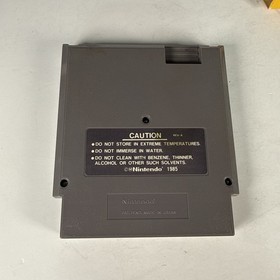 CAUTION
• DO NOT STORE IN EXTREME TEMPERATURES.
• DO NOT IMMERSE IN WATER.
• DO NOT CLEAN WITH BENZENE, THINNER,
ALCOHOL OR OTHER SUCH SOLVENTS.
©Nintendo 1985